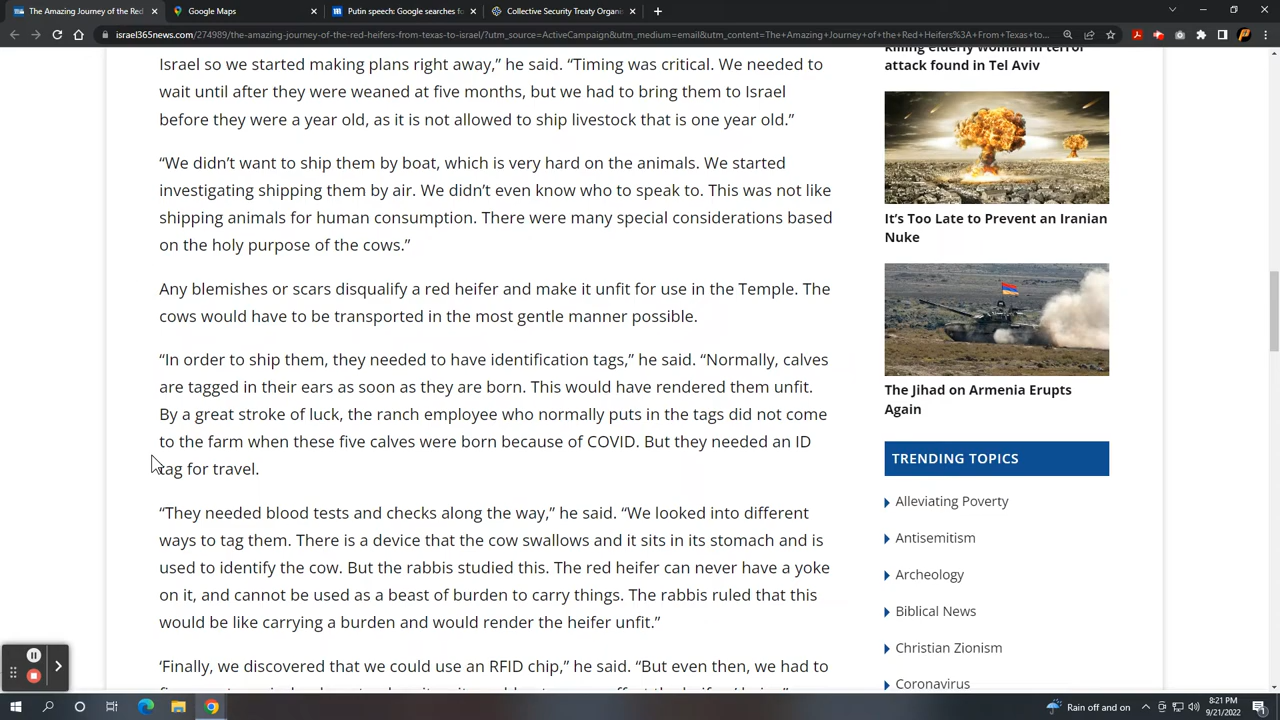 The Amazing Journey of the Red
Google Maps
Putin speech: Google searches fo
Collective Security Treaty Organis
israel365news.com/274989/the-amazing-journey-of-the-red-heifers-from-texas-to-israel/?utm_source=ActiveCampaign&utm_medium=email&utm_content=The+Amazing+Journey+of+the+Red+Heifers%3A+From+Texas+to...
Israel so we started making plans right away,” he said. “Timing was critical. We needed to
wait until after they were weaned at five months, but we had to bring them to Israel
before they were a year old, as it is not allowed to ship livestock that is one year old.”
“We didn’t want to ship them by boat, which is very hard on the animals. We started
investigating shipping them by air. We didn’t even know who to speak to. This was not like
shipping animals for human consumption. There were many special considerations based
on the holy purpose of the cows.”
Any blemishes or scars disqualify a red heifer and make it unfit for use in the Temple. The
cows would have to be transported in the most gentle manner possible.
“In order to ship them, they needed to have identification tags,” he said. “Normally, calves
are tagged in their ears as soon as they are born. This would have rendered them unfit.
By a great stroke of luck, the ranch employee who normally puts in the tags did not come
to the farm when these five calves were born because of COVID. But they needed an ID
tag for travel.
“They needed blood tests and checks along the way,” he said. “We looked into different
ways to tag them. There is a device that the cow swallows and it sits in its stomach and is
used to identify the cow. But the rabbis studied this. The red heifer can never have a yoke
on it, and cannot be used as a beast of burden to carry things. The rabbis ruled that this
would be like carrying a burden and would render the heifer unfit.”
‘Finally, we discovered that we could use an RFID chip,” he said. “But even then, we had to
killing elderly woman in terror
attack found in Tel Aviv
It’s Too Late to Prevent an Iranian
Nuke
The Jihad on Armenia Erupts
Again
TRENDING TOPICS
Alleviating Poverty
Antisemitism
Archeology
Biblical News
Christian Zionism
Coronavirus
Rain off and on
8:21 PM
9/21/2022